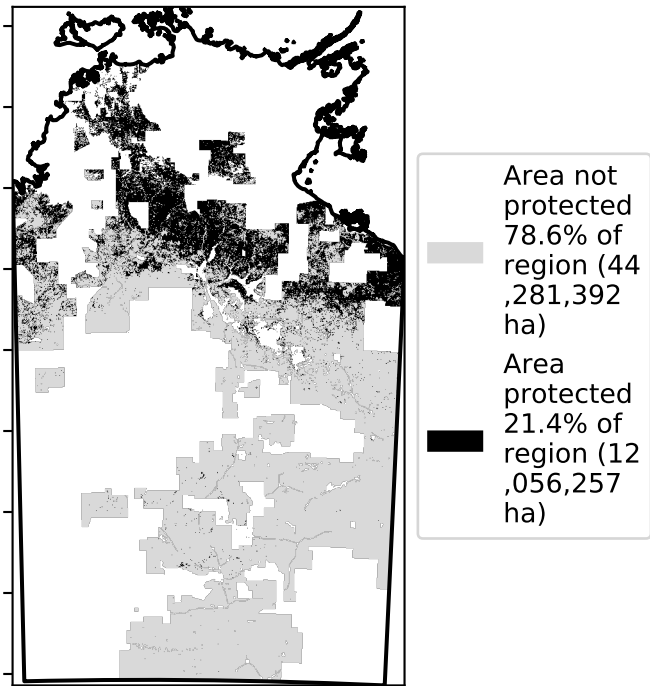 Area not
protected
78.6% of
region (44
,281,392
ha)
Area
protected
21.4% of
region (12
,056,257
ha)